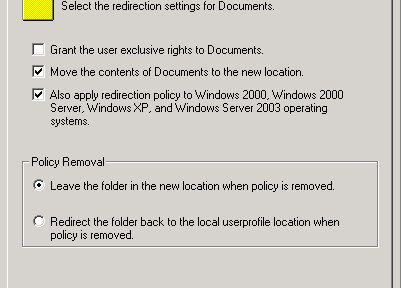 Select the redirection settings for Documents.
Grant the user exclusive rights to Documents.
Move the contents of Documents to the new location.
Also apply redirection policy to Windows 2000, Windows 2000
Server, Windows XP, and Windows Server 2003 operating
systems.
Policy Removal
Leave the folder in the new location when policy is removed.
Redirect the folder back to the local userprofile location when
policy is removed.